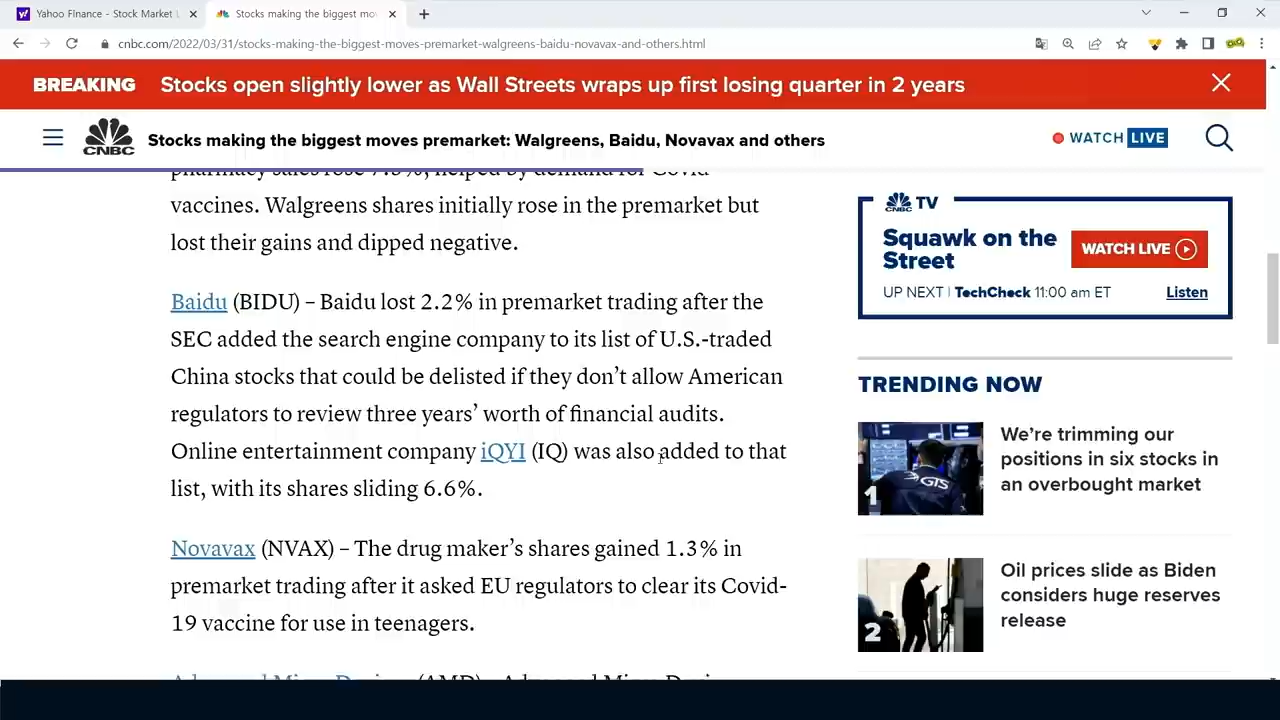 Yahoo Finance - Stock Market
Stocks making the biggest mo
cnbc.com/2022/03/31/stocks-making-the-biggest-moves-premarket-walgreens-baidu-novavax-and-others.html
BREAKING Stocks open slightly lower as Wall Streets wraps up first losing quarter in 2 years
CNBC
Stocks making the biggest moves premarket: Walgreens, Baidu, Novavax and others
WATCH LIVE
pharmacy sales rose 7.3%, helped by demand for Covid
vaccines. Walgreens shares initially rose in the premarket but
lost their gains and dipped negative.
Baidu (BIDU) – Baidu lost 2.2% in premarket trading after the
SEC added the search engine company to its list of U.S.-traded
China stocks that could be delisted if they don’t allow American
regulators to review three years’ worth of financial audits.
Online entertainment company iQYI (IQ) was also added to that
list, with its shares sliding 6.6%.
Novavax (NVAX) – The drug maker’s shares gained 1.3% in
premarket trading after it asked EU regulators to clear its Covid-
19 vaccine for use in teenagers.
Advanced Micro Devices (AMD) – Advanced Micro Devices
CNBC TV
Squawk on the
Street
WATCH LIVE
UP NEXT | TechCheck 11:00 am ET
Listen
TRENDING NOW
GTS
1
We’re trimming our
positions in six stocks in
an overbought market
2
Oil prices slide as Biden
considers huge reserves
release